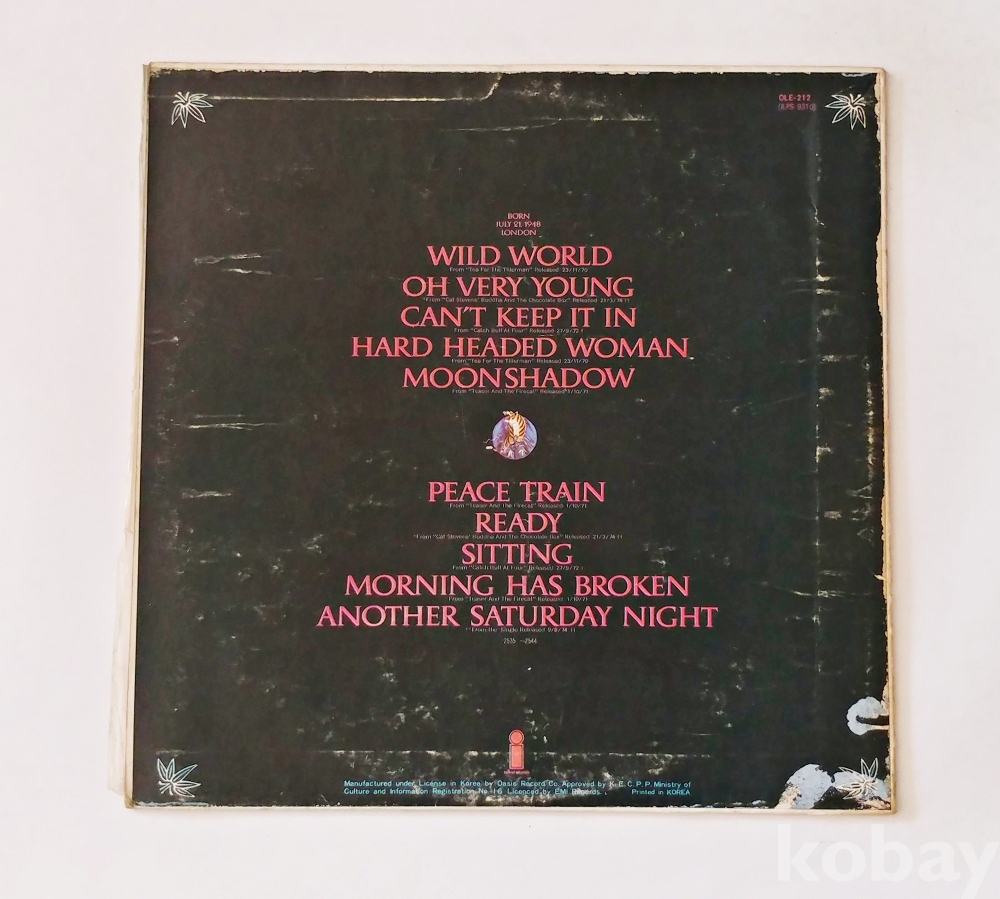 OLE-212
(ILPS 9310)
BORN
JULY 21, 1948
LONDON
WILD WORLD
From "Tea For The Tillerman" Released 23/11/70
OH VERY YOUNG
"From "Cat Stevens' Buddha And The Chocolate Box" Released 21/3/74 ††
CAN'T KEEP IT IN
From "Catch Bull At Four" Released 27/9/72 †
HARD HEADED WOMAN
From "Tea For The Tillerman" Released 23/11/70
MOONSHADOW
From "Teaser And The Firecat" Released 1/10/71
PEACE TRAIN
From "Teaser And The Firecat" Released 1/10/71
READY
"From "Cat Stevens' Buddha And The Chocolate Box" Released 21/3/74 ††
SITTING
From "Catch Bull At Four" Released 27/9/72 †
MORNING HAS BROKEN
From "Teaser And The Firecat" Released 1/10/71
ANOTHER SATURDAY NIGHT
From the Single Released 9/8/74 ††
2535 ~2544
i
Manufactured under License in Korea by Oasis Record Co. Approved by K. E. C. P. P. Ministry of
Culture and Information Registration No. 16. Licenced by EMI Records. Printed in KOREA
kobay